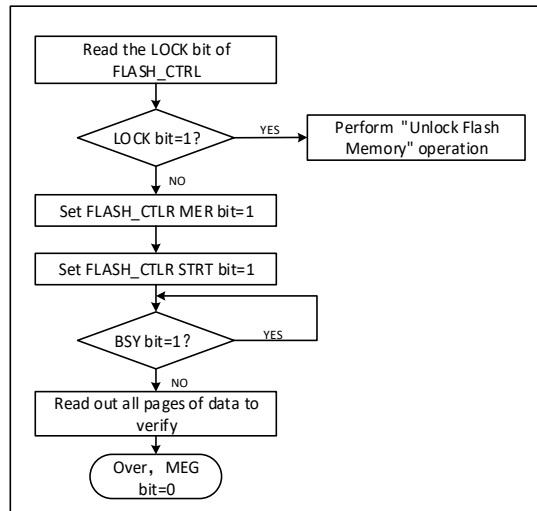 Read the LOCK bit of
FLASH_CTRL
LOCK bit=1?
YES
Perform "Unlock Flash
Memory" operation
NO
Set FLASH_CTLR MER bit=1
Set FLASH_CTLR STRT bit=1
BSY bit=1?
YES
NO
Read out all pages of data to
verify
Over, MEG
bit=0